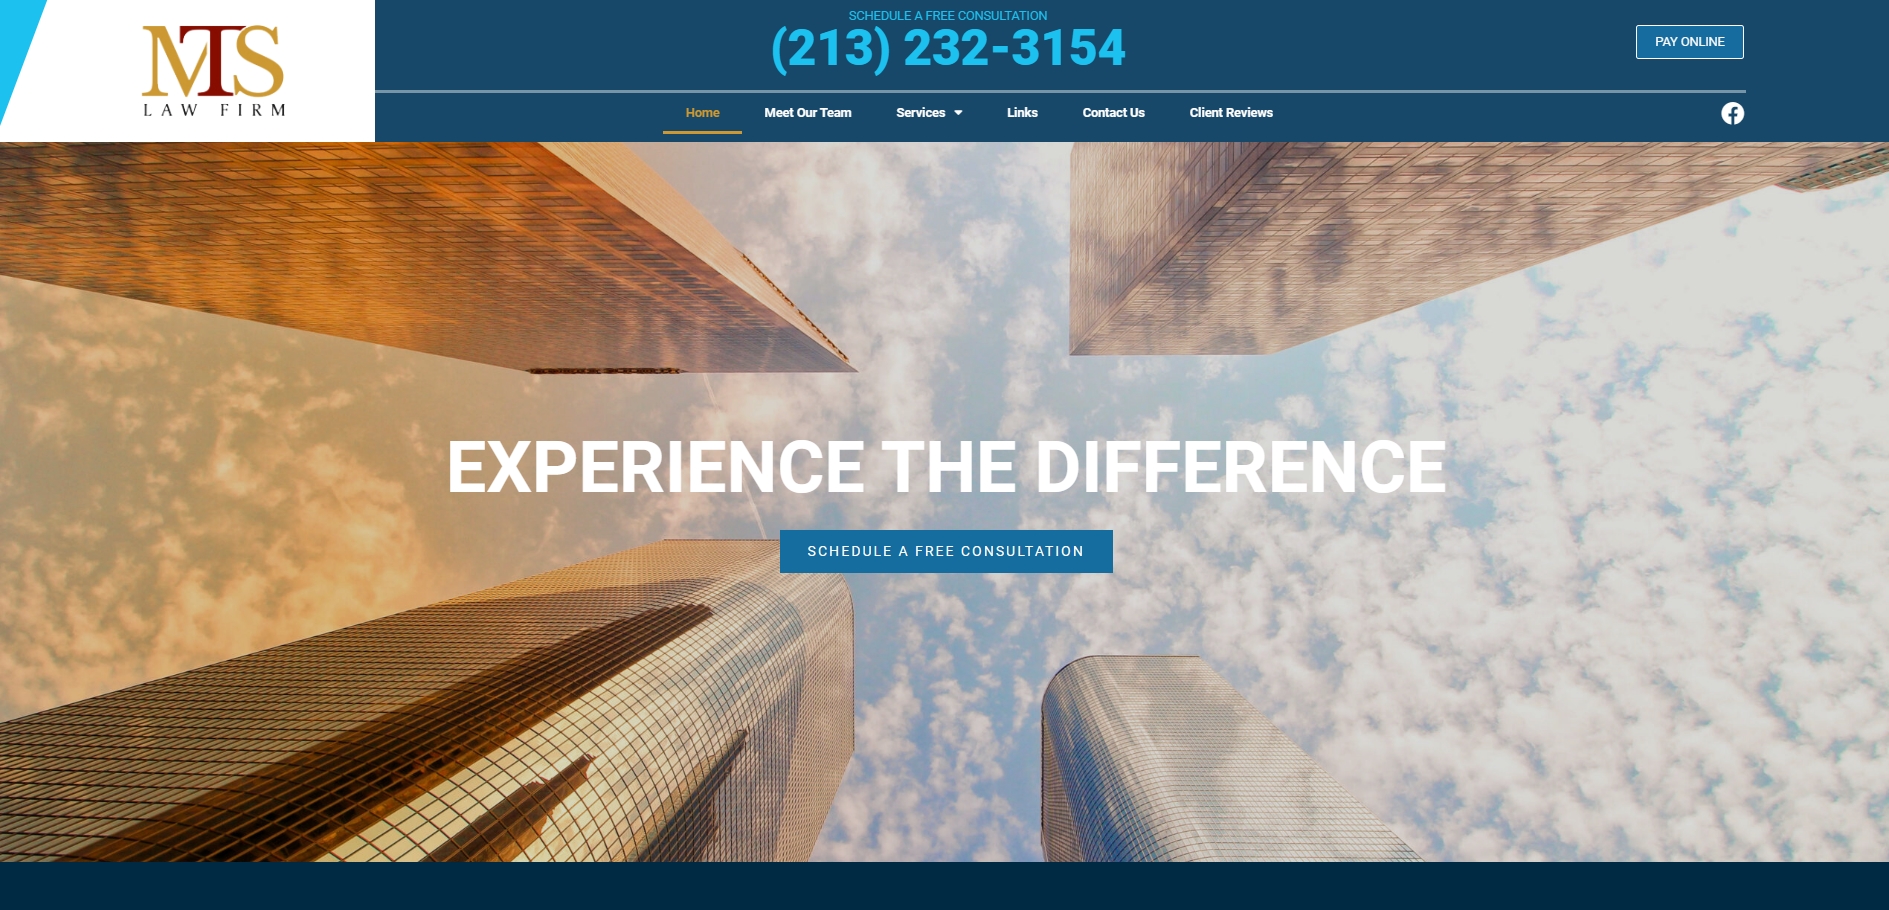 MTS
LAW FIRM
SCHEDULE A FREE CONSULTATION
(213) 232-3154
PAY ONLINE
Home
Meet Our Team
Services
Links
Contact Us
Client Reviews
EXPERIENCE THE DIFFERENCE
SCHEDULE A FREE CONSULTATION